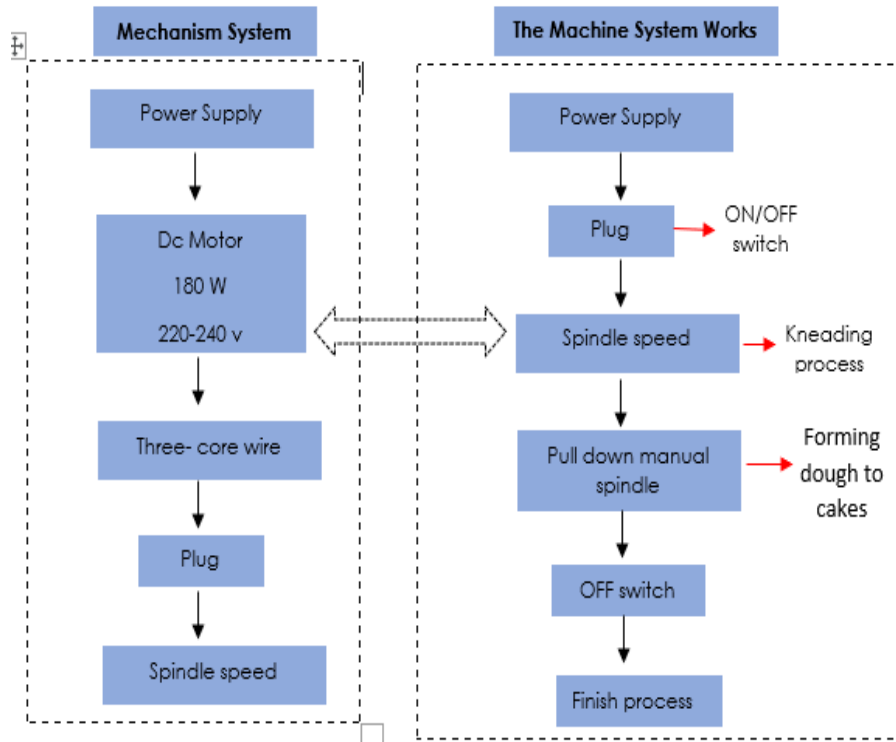 Mechanism System
Power Supply
Dc Motor
180 W
220-240 v
Three- core wire
Plug
Spindle speed
The Machine System Works
Power Supply
Plug
ON/OFF
switch
Spindle speed
Kneading
process
Pull down manual
spindle
Forming
dough to
cakes
OFF switch
Finish process